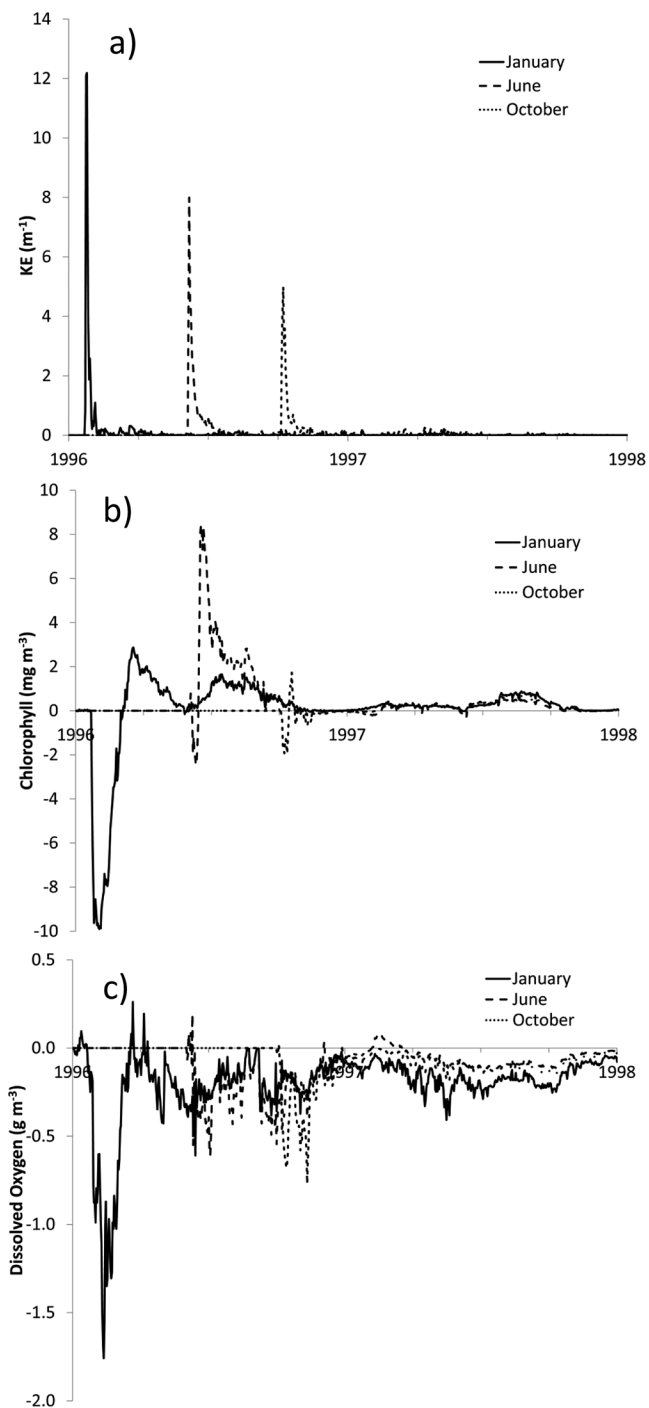 a)
14
12
10
8
6
4
2
0
KE (m⁻¹)
January
June
October
1996 1997 1998
b)
10
8
6
4
2
0
-2
-4
-6
-8
-10
Chlorophyll (mg m⁻³)
January
June
October
1996 1997 1998
c)
0.5
0.0
-0.5
-1.0
-1.5
-2.0
Dissolved Oxygen (g m⁻³)
January
June
October
1996 1997 1998